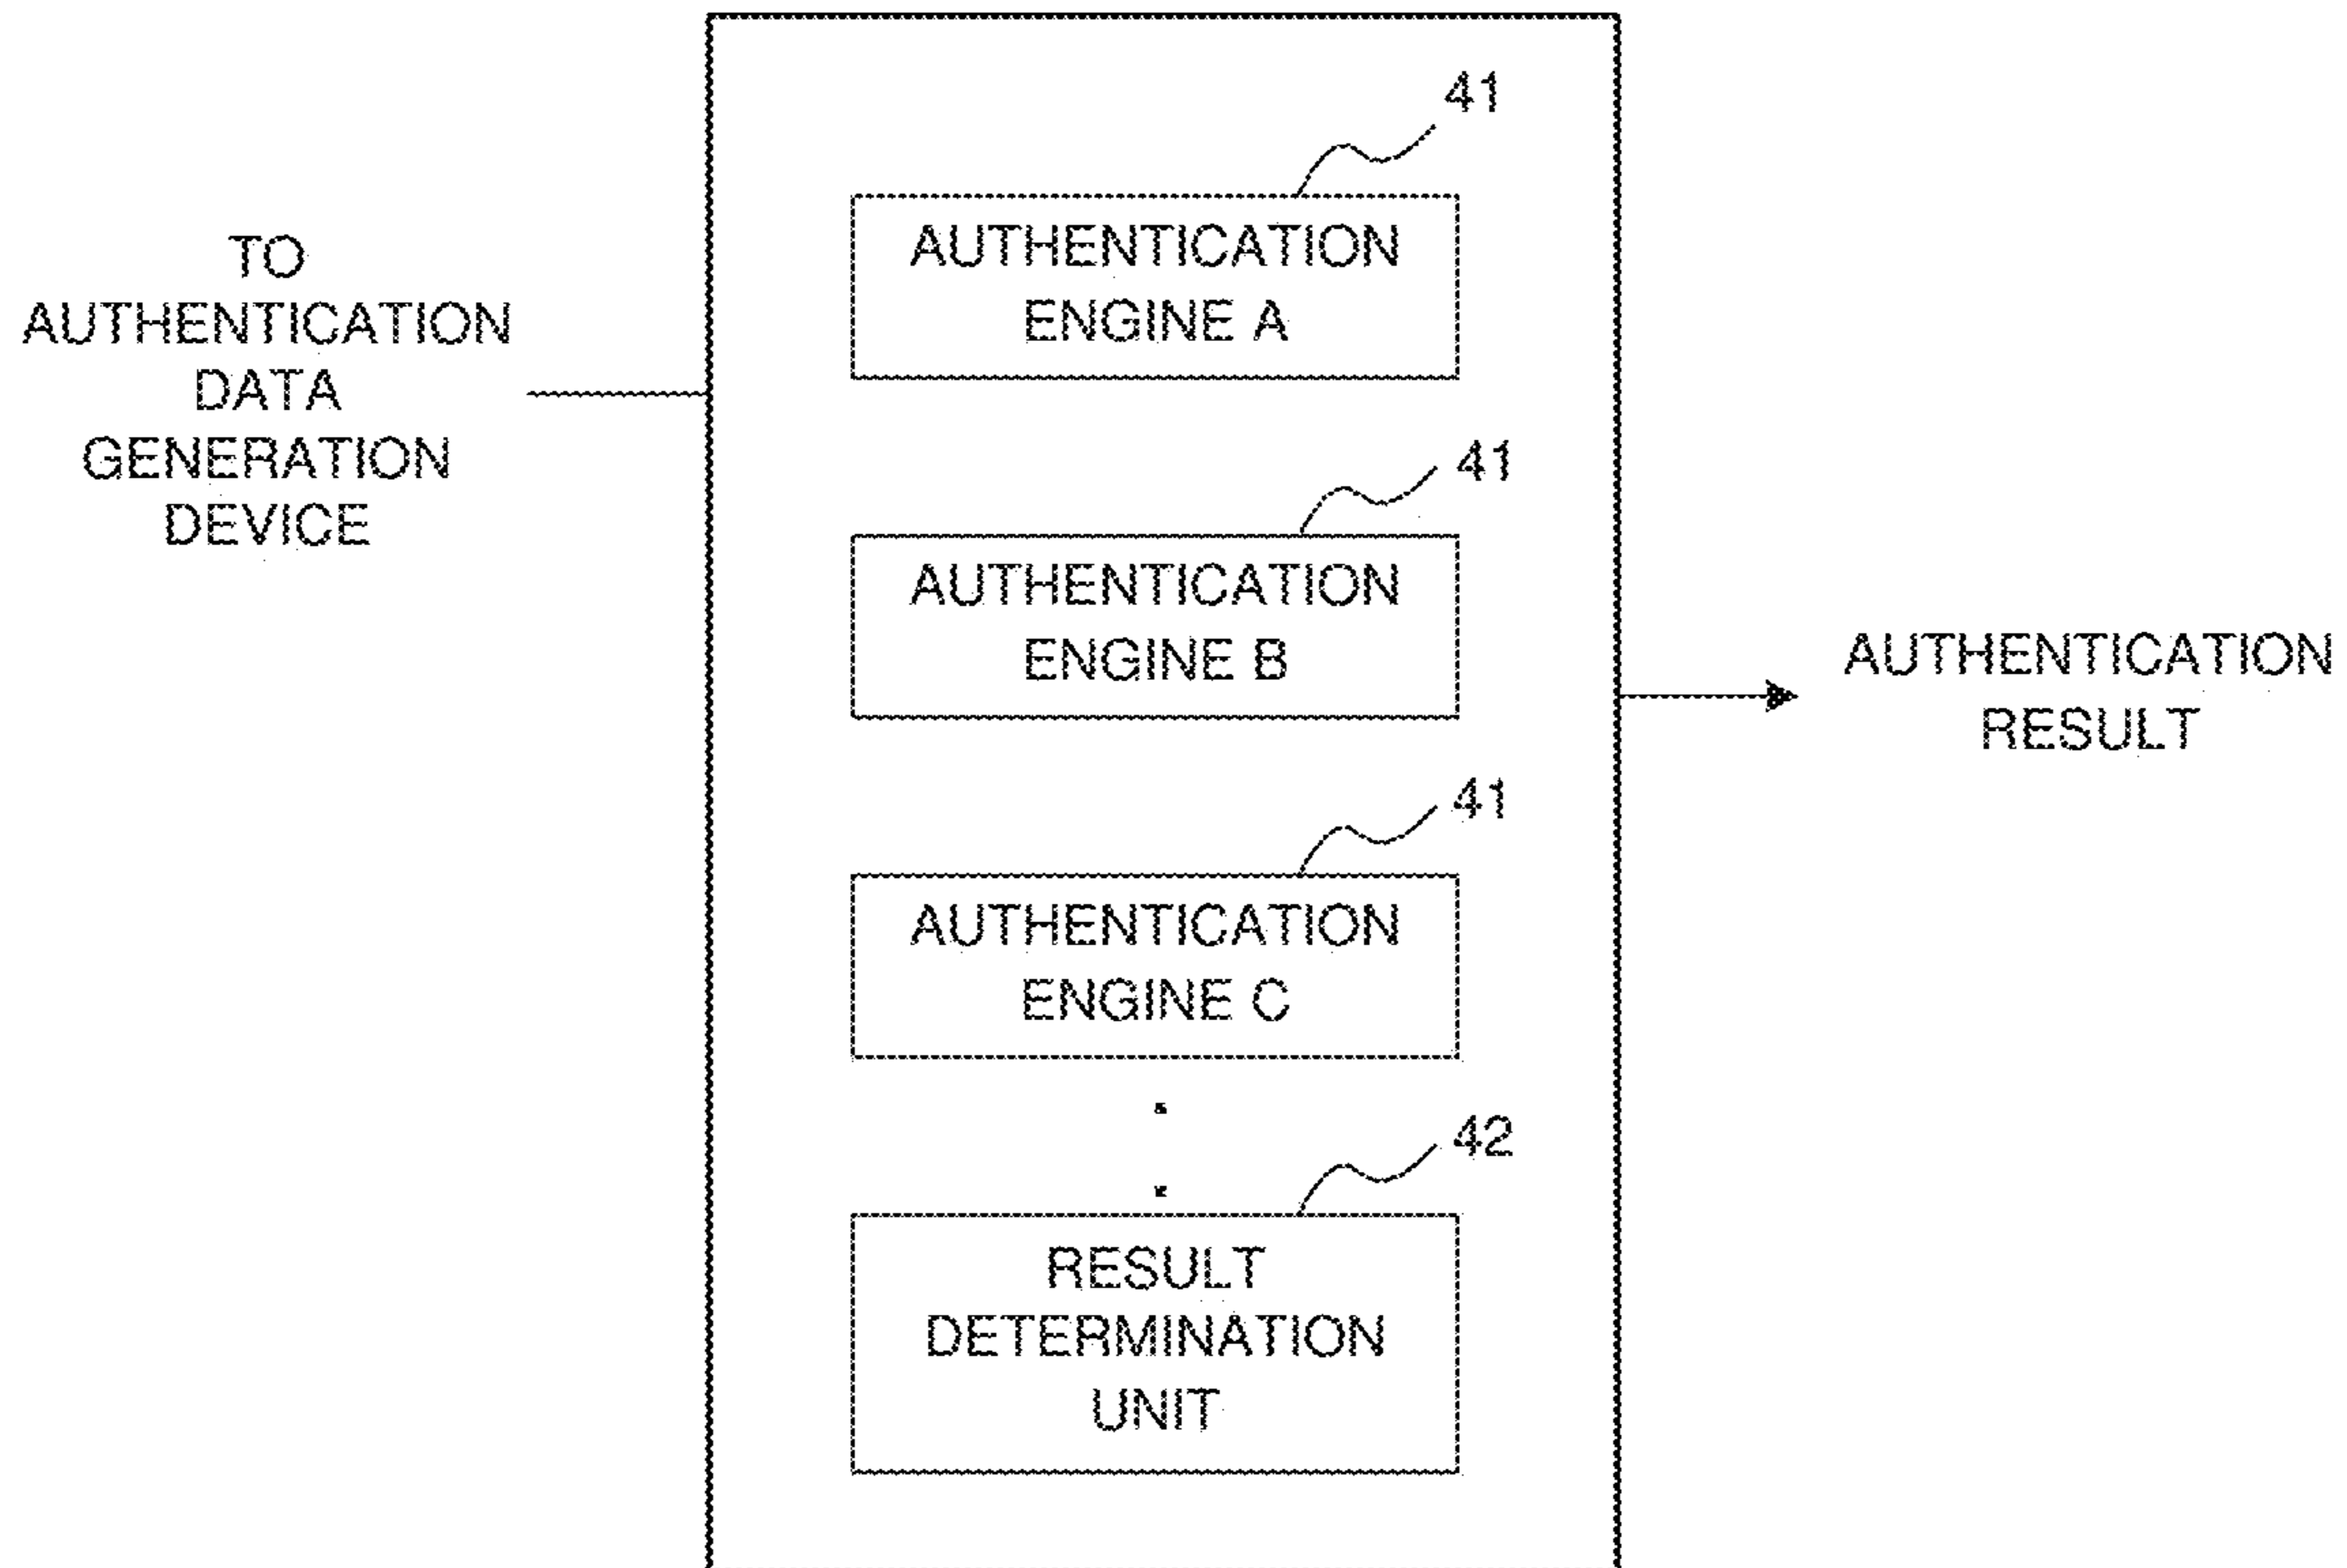 TO
AUTHENTICATION
DATA
GENERATION
DEVICE
41
AUTHENTICATION
ENGINE A
41
AUTHENTICATION
ENGINE B
41
AUTHENTICATION
ENGINE C
42
RESULT
DETERMINATION
UNIT
AUTHENTICATION
RESULT